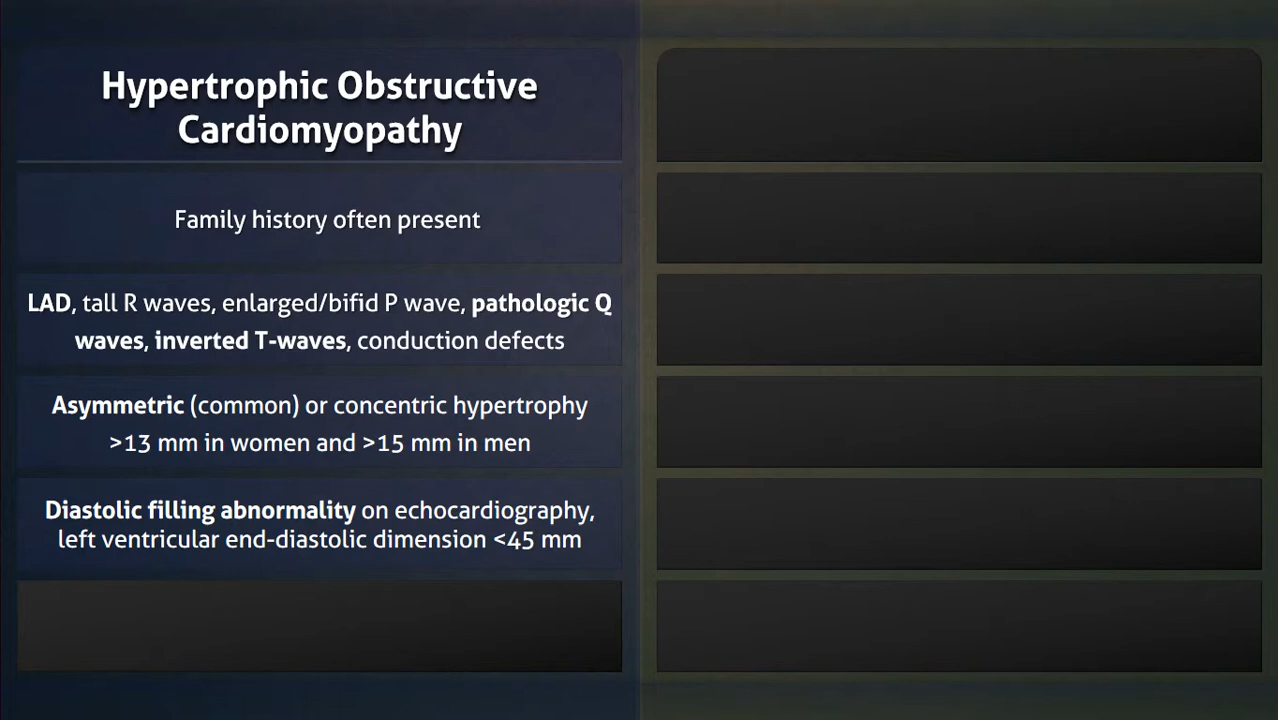 Hypertrophic Obstructive
Cardiomyopathy
Family history often present
LAD, tall R waves, enlarged/bifid P wave, pathologic Q
waves, inverted T-waves, conduction defects
Asymmetric (common) or concentric hypertrophy
>13 mm in women and >15 mm in men
Diastolic filling abnormality on echocardiography,
left ventricular end-diastolic dimension <45 mm